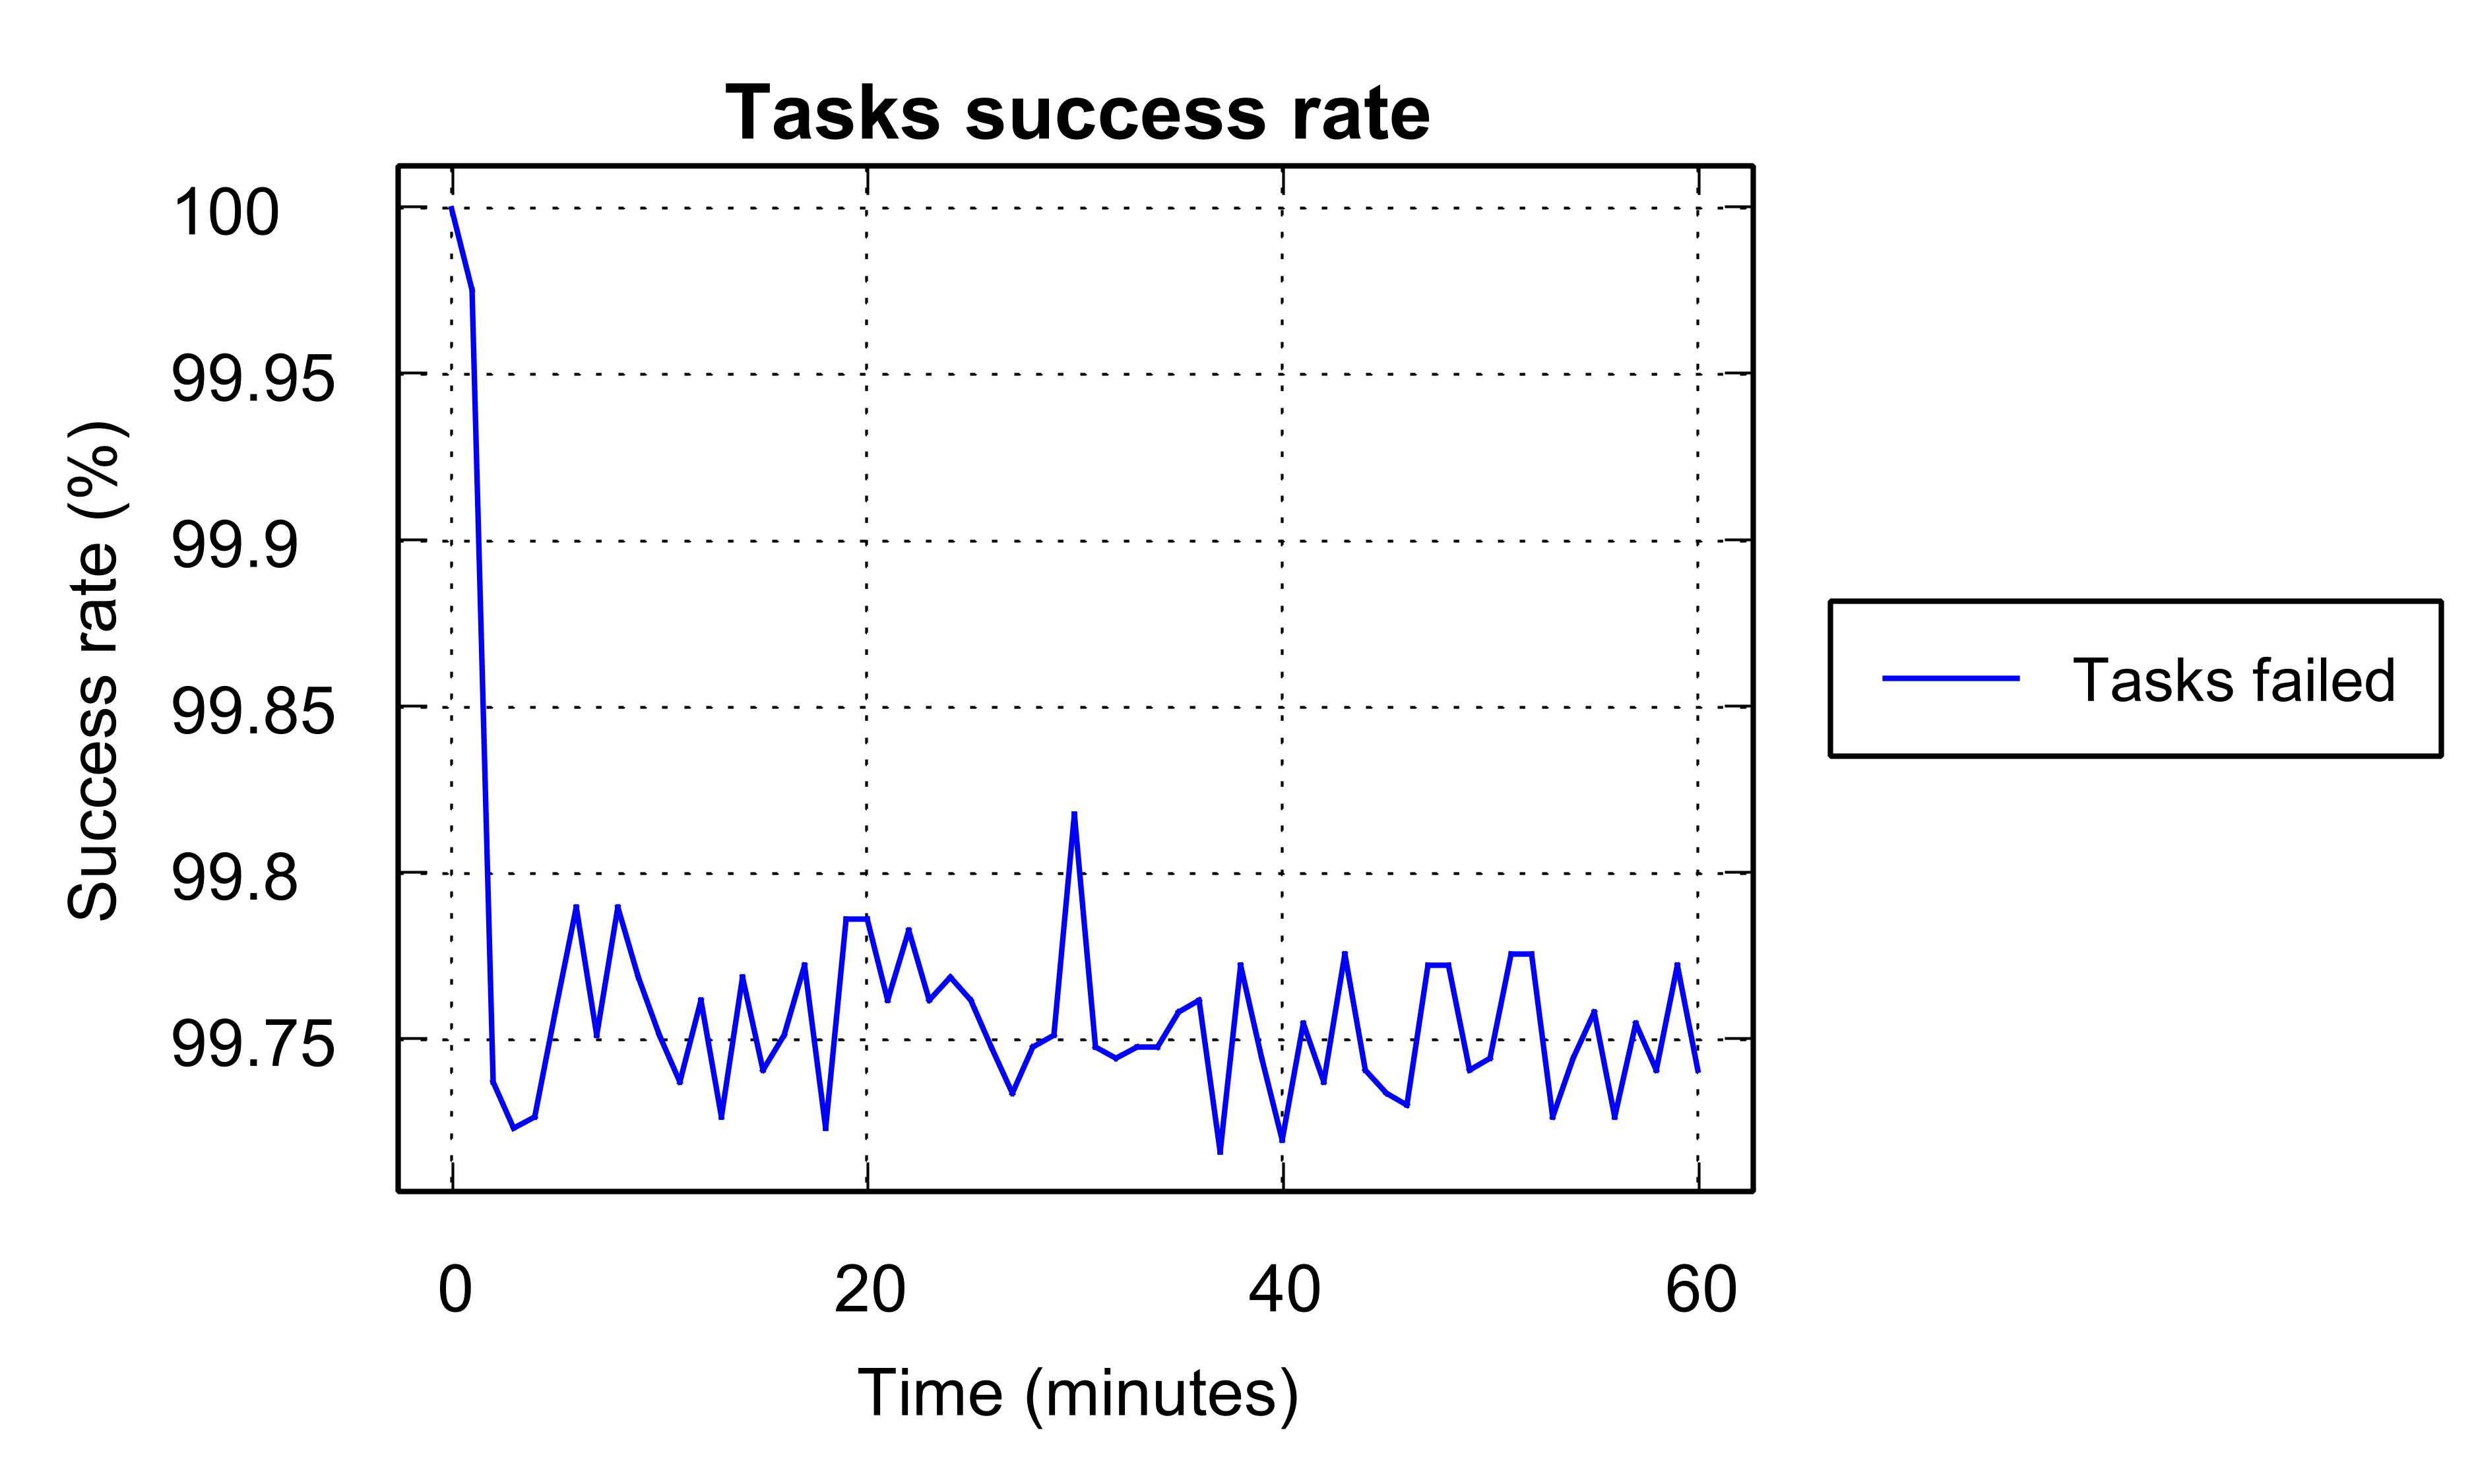 Tasks success rate
100
99.95
99.9
99.85
99.8
99.75
Success rate (%)
0 20 40 60
Time (minutes)
Tasks failed